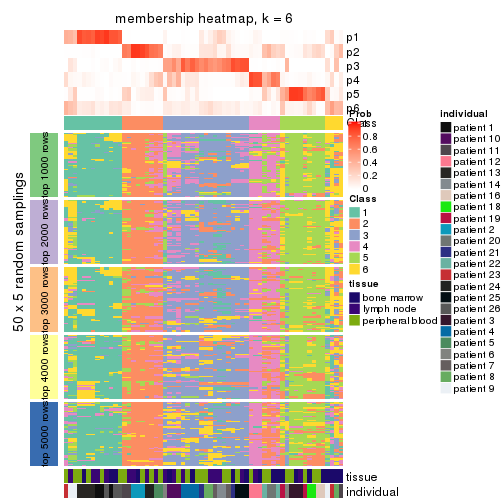 membership heatmap, k = 6
p1
p2
p3
p4
p5
p6
Class
50 x 5 random samplings
top 1000 rows
top 2000 rows
top 3000 rows
top 4000 rows
top 5000 rows
tissue
individual
Prob
1
0.8
0.6
0.4
0.2
0
Class
1
2
3
4
5
6
tissue
bone marrow
lymph node
peripheral blood
individual
patient 1
patient 10
patient 11
patient 12
patient 13
patient 14
patient 16
patient 18
patient 19
patient 2
patient 20
patient 21
patient 22
patient 23
patient 24
patient 25
patient 26
patient 3
patient 4
patient 5
patient 6
patient 7
patient 8
patient 9